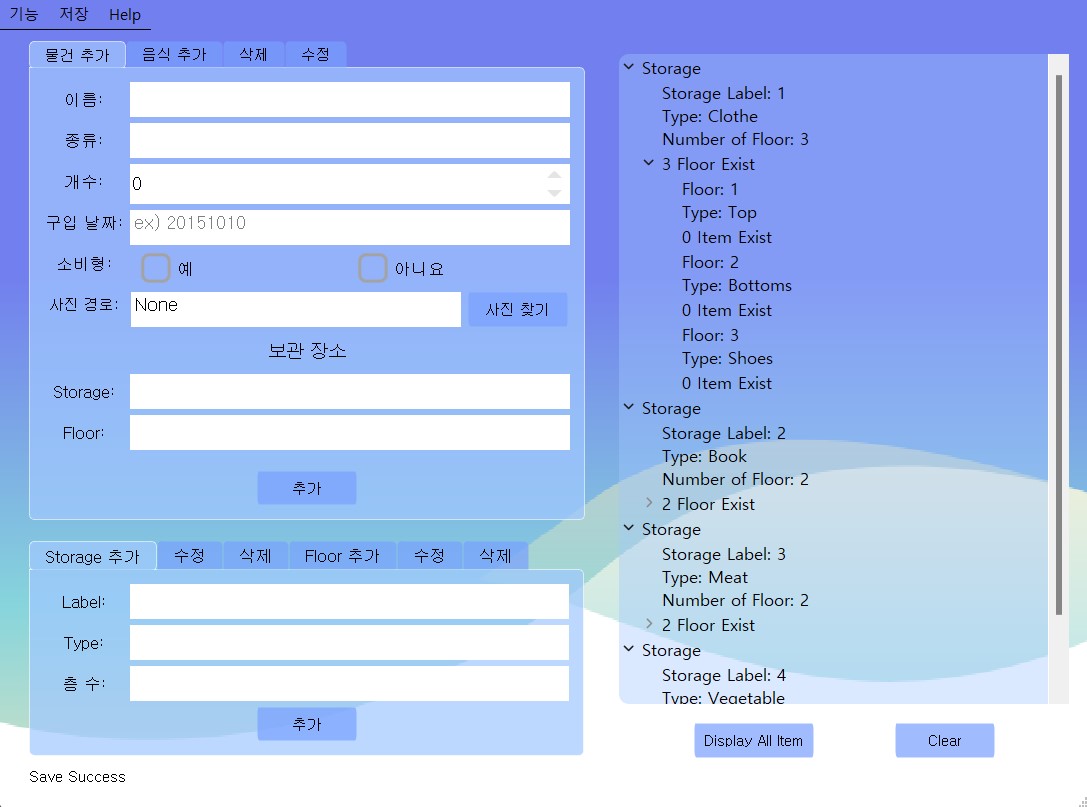 기능 저장 Help
물건 추가 음식 추가 삭제 수정
이름:
종류:
개수: 0
구입 날짜: ex) 20151010
소비형: 예 아니요
사진 경로: None 사진 찾기
보관 장소
Storage:
Floor:
추가
Storage 추가 수정 삭제 Floor 추가 수정 삭제
Label:
Type:
층 수:
추가
Save Success
Storage
Storage Label: 1
Type: Clothe
Number of Floor: 3
3 Floor Exist
Floor: 1
Type: Top
0 Item Exist
Floor: 2
Type: Bottoms
0 Item Exist
Floor: 3
Type: Shoes
0 Item Exist
Storage
Storage Label: 2
Type: Book
Number of Floor: 2
2 Floor Exist
Storage
Storage Label: 3
Type: Meat
Number of Floor: 2
2 Floor Exist
Storage
Storage Label: 4
Type: Vegetable
Display All Item Clear